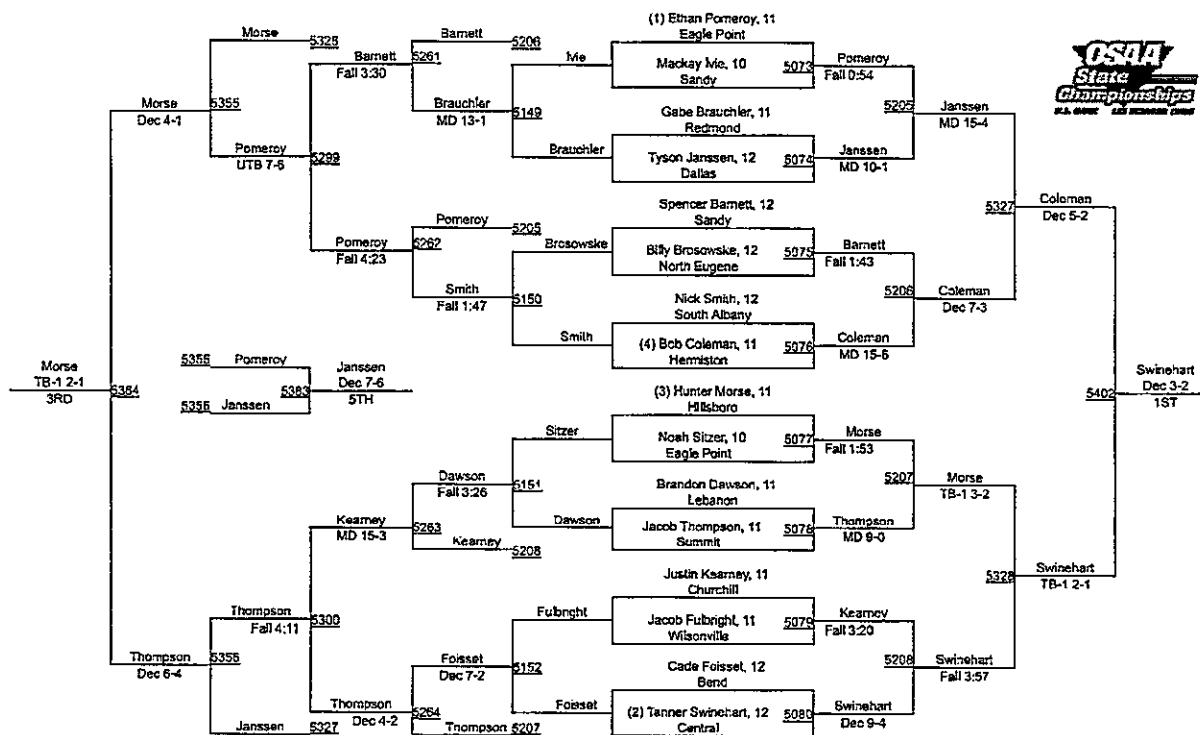 (1) Ethan Pomeroy, 11
Eagle Point
Mackay Ivie, 10
Sandy
5073
Gabe Brauchler, 11
Redmond
Tyson Janssen, 12
Dallas
5074
Spencer Barnett, 12
Sandy
Billy Brosowske, 12
North Eugene
5075
Nick Smith, 12
South Albany
(4) Bob Coleman, 11
Hermiston
5076
(3) Hunter Morse, 11
Hillsboro
Noah Sitzer, 10
Eagle Point
5077
Brandon Dawson, 11
Lebanon
Jacob Thompson, 11
Summit
5078
Justin Kearney, 11
Churchill
Jacob Fulbright, 11
Wilsonville
5079
Cade Foisset, 12
Bend
(2) Tanner Swinehart, 12
Central
5080
Pomeroy
Fall 0:54
5205
Janssen
MD 10-1
Barnett
Fall 1:43
5206
Coleman
MD 15-6
Morse
Fall 1:53
5207
Thompson
MD 9-0
Kearney
Fall 3:20
5208
Swinehart
Dec 9-4
Janssen
MD 15-4
5327
Coleman
Dec 7-3
Morse
TB-1 3-2
5328
Swinehart
Fall 3:57
Coleman
Dec 5-2
5402
Swinehart
TB-1 2-1
Swinehart
Dec 3-2
1ST
OSAA
State
Championships
Ivie
5149
Brauchler
Brosowske
5150
Smith
Sitzer
5151
Dawson
Fulbright
5152
Foisset
Barnett
5206
5261
Brauchler
MD 13-1
Pomeroy
5205
5262
Smith
Fall 1:47
Dawson
Fall 3:26
5263
Kearney
5208
Foisset
Dec 7-2
5264
Thompson
5207
Barnett
Fall 3:30
5299
Pomeroy
Fall 4:23
Kearney
MD 15-3
5300
Thompson
Dec 4-2
Morse
5328
5355
Pomeroy
UTB 7-6
Thompson
Fall 4:11
5356
Janssen
5327
Morse
Dec 4-1
5384
Thompson
Dec 6-4
Morse
TB-1 2-1
3RD
5355
Pomeroy
5383
5356
Janssen
Janssen
Dec 7-6
5TH